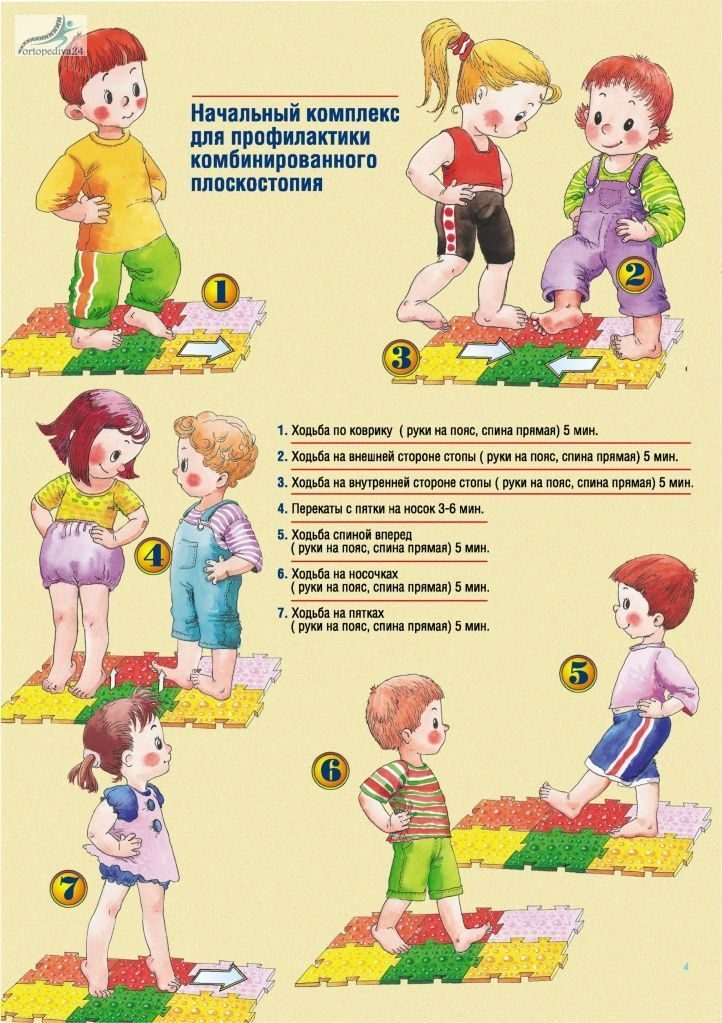 ortopediya24
Начальный комплекс
для профилактики
комбинированного
плоскостопия
1
2
3
1. Ходьба по коврику ( руки на пояс, спина прямая) 5 мин.
2. Ходьба на внешней стороне стопы ( руки на пояс, спина прямая) 5 мин.
3. Ходьба на внутренней стороне стопы ( руки на пояс, спина прямая) 5 мин.
4. Перекаты с пятки на носок 3-6 мин.
5. Ходьба спиной вперед
( руки на пояс, спина прямая) 5 мин.
6. Ходьба на носочках
( руки на пояс, спина прямая) 5 мин.
7. Ходьба на пятках
( руки на пояс, спина прямая) 5 мин.
4
5
6
7
4